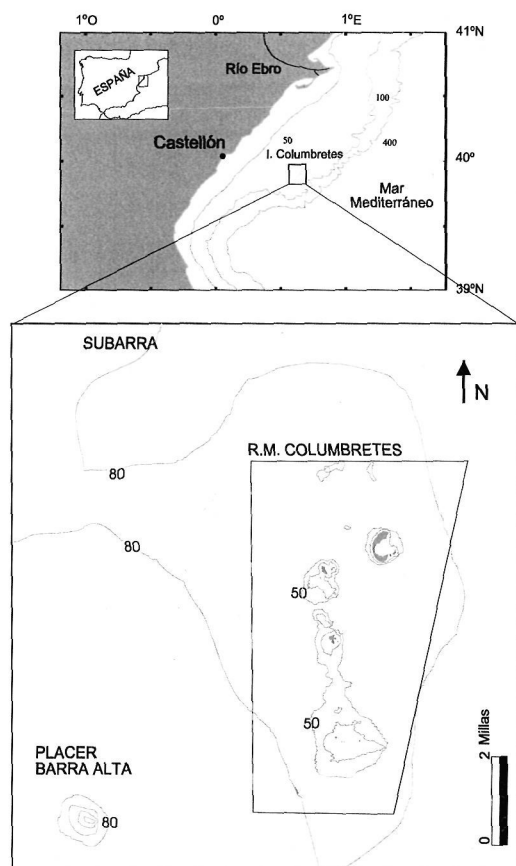 1ºO
0º
1ºE
41ºN
Río Ebro
ESPAÑA
100
Castellón
50
400
I. Columbretes
40º
Mar
Mediterráneo
39ºN
SUBARRA
N
R.M. COLUMBRETES
80
80
50
50
2 Millas
0
PLACER
BARRA ALTA
80